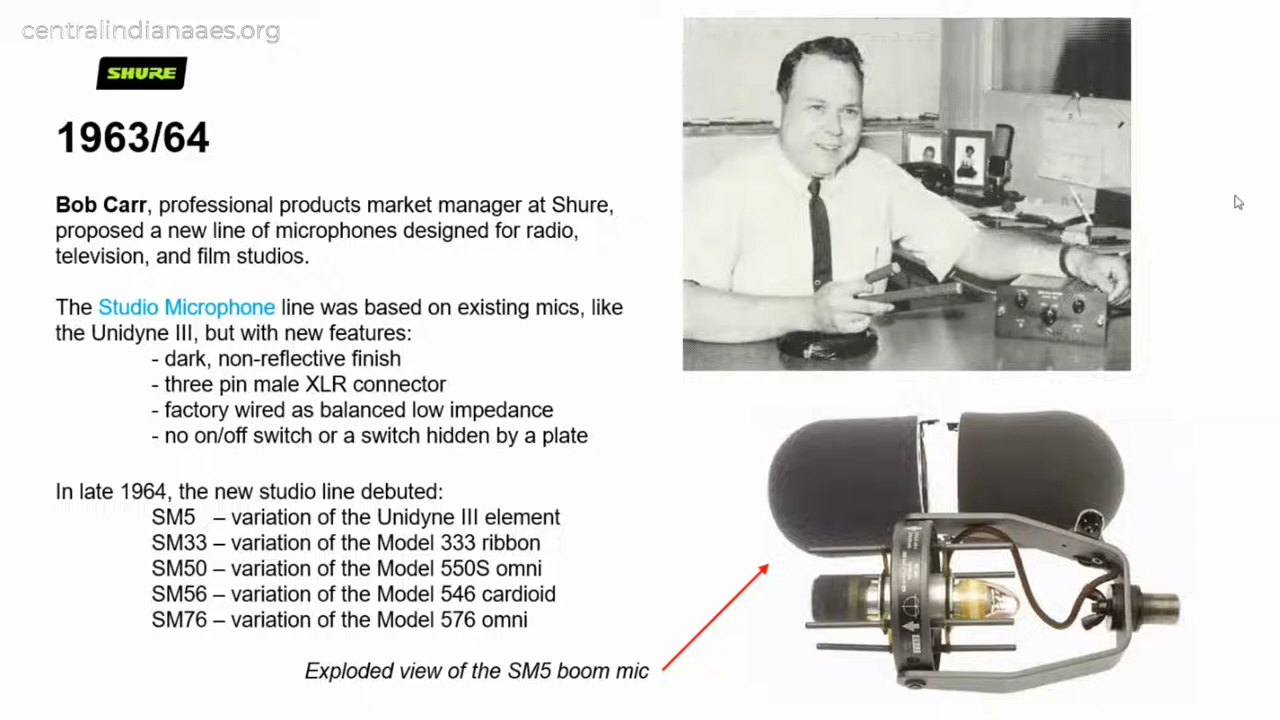 centralindianaaes.org
SHURE
1963/64
Bob Carr, professional products market manager at Shure,
proposed a new line of microphones designed for radio,
television, and film studios.
The Studio Microphone line was based on existing mics, like
the Unidyne III, but with new features:
- dark, non-reflective finish
- three pin male XLR connector
- factory wired as balanced low impedance
- no on/off switch or a switch hidden by a plate
In late 1964, the new studio line debuted:
SM5 – variation of the Unidyne III element
SM33 – variation of the Model 333 ribbon
SM50 – variation of the Model 550S omni
SM56 – variation of the Model 546 cardioid
SM76 – variation of the Model 576 omni
Exploded view of the SM5 boom mic